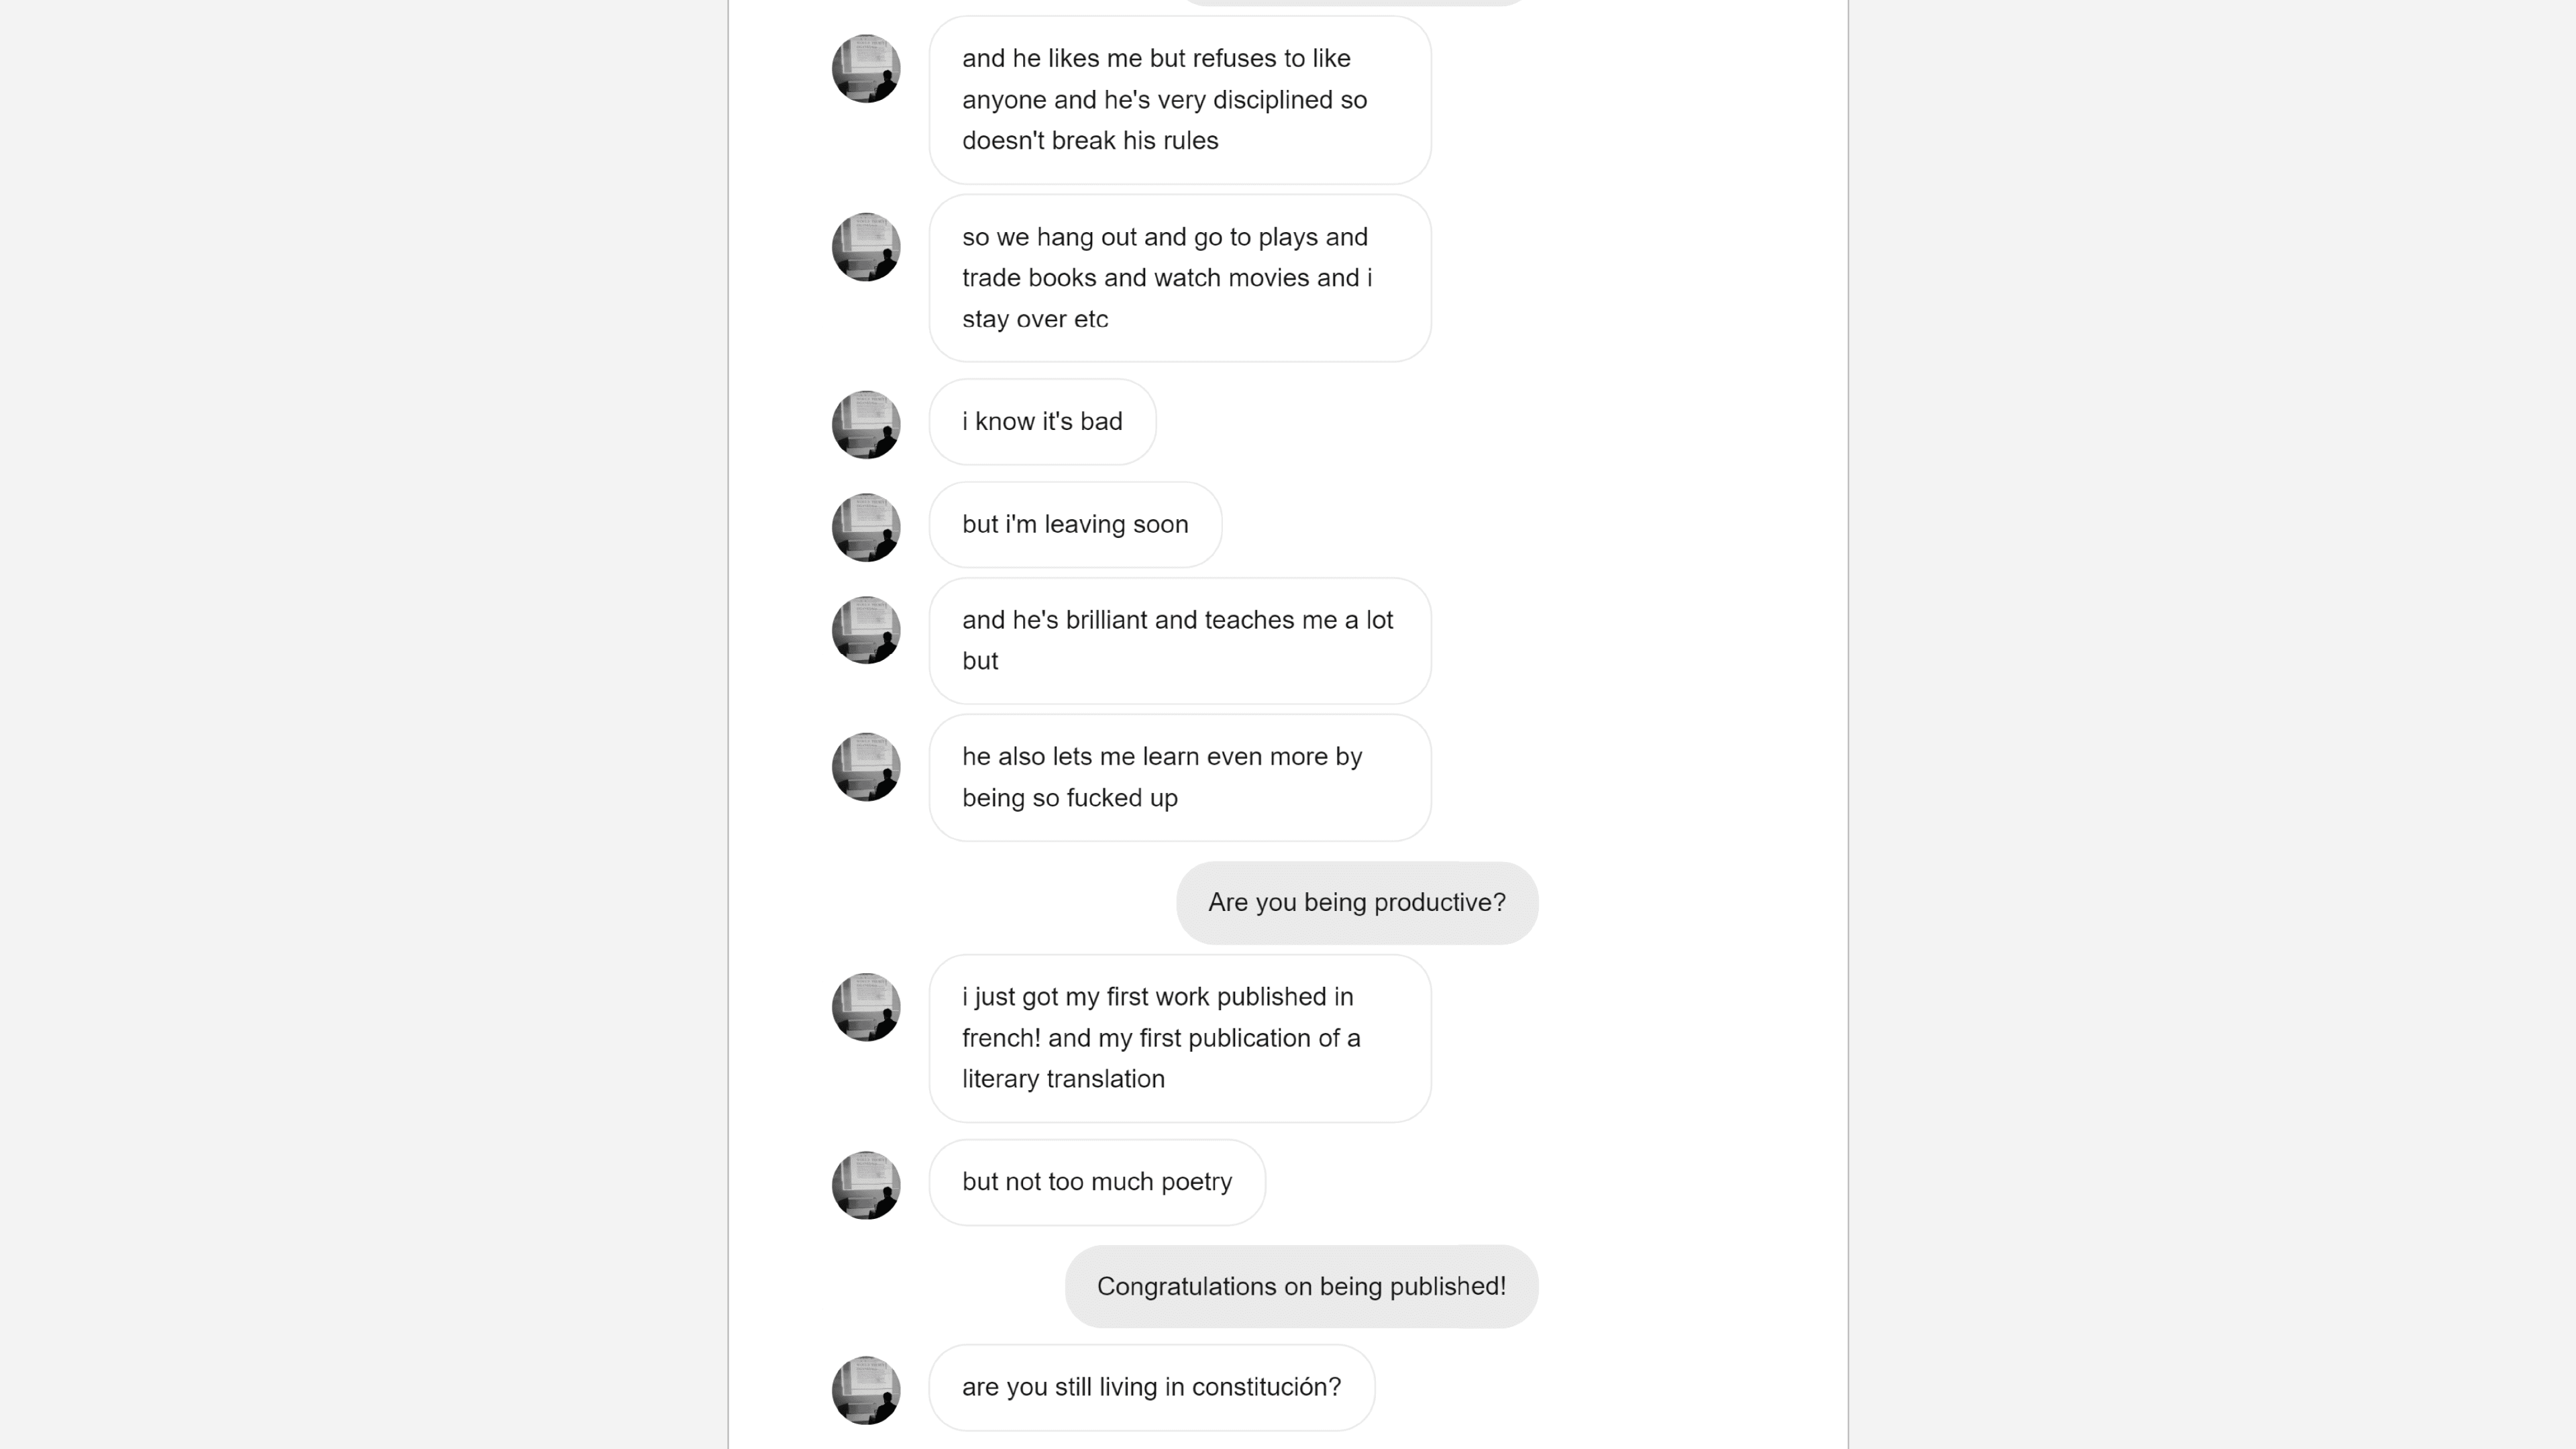 and he likes me but refuses to like
anyone and he's very disciplined so
doesn't break his rules
so we hang out and go to plays and
trade books and watch movies and i
stay over etc
i know it's bad
but i'm leaving soon
and he's brilliant and teaches me a lot
but
he also lets me learn even more by
being so fucked up
Are you being productive?
i just got my first work published in
french! and my first publication of a
literary translation
but not too much poetry
Congratulations on being published!
are you still living in constitución?